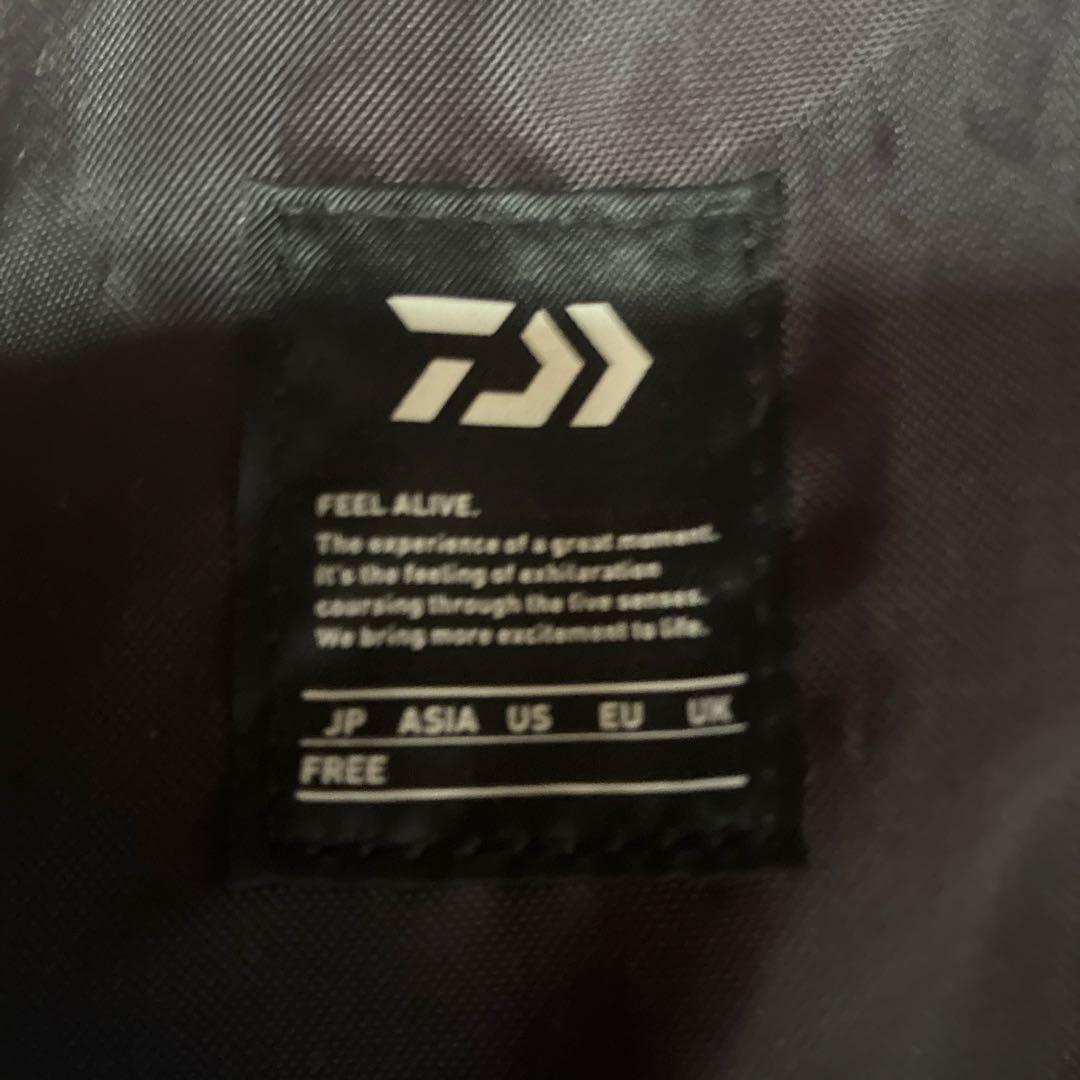 FEEL ALIVE.
The experience of a great moment.
It's the feeling of exhilaration
coursing through the five senses.
We bring more excitement to life.
JP ASIA US EU UK
FREE